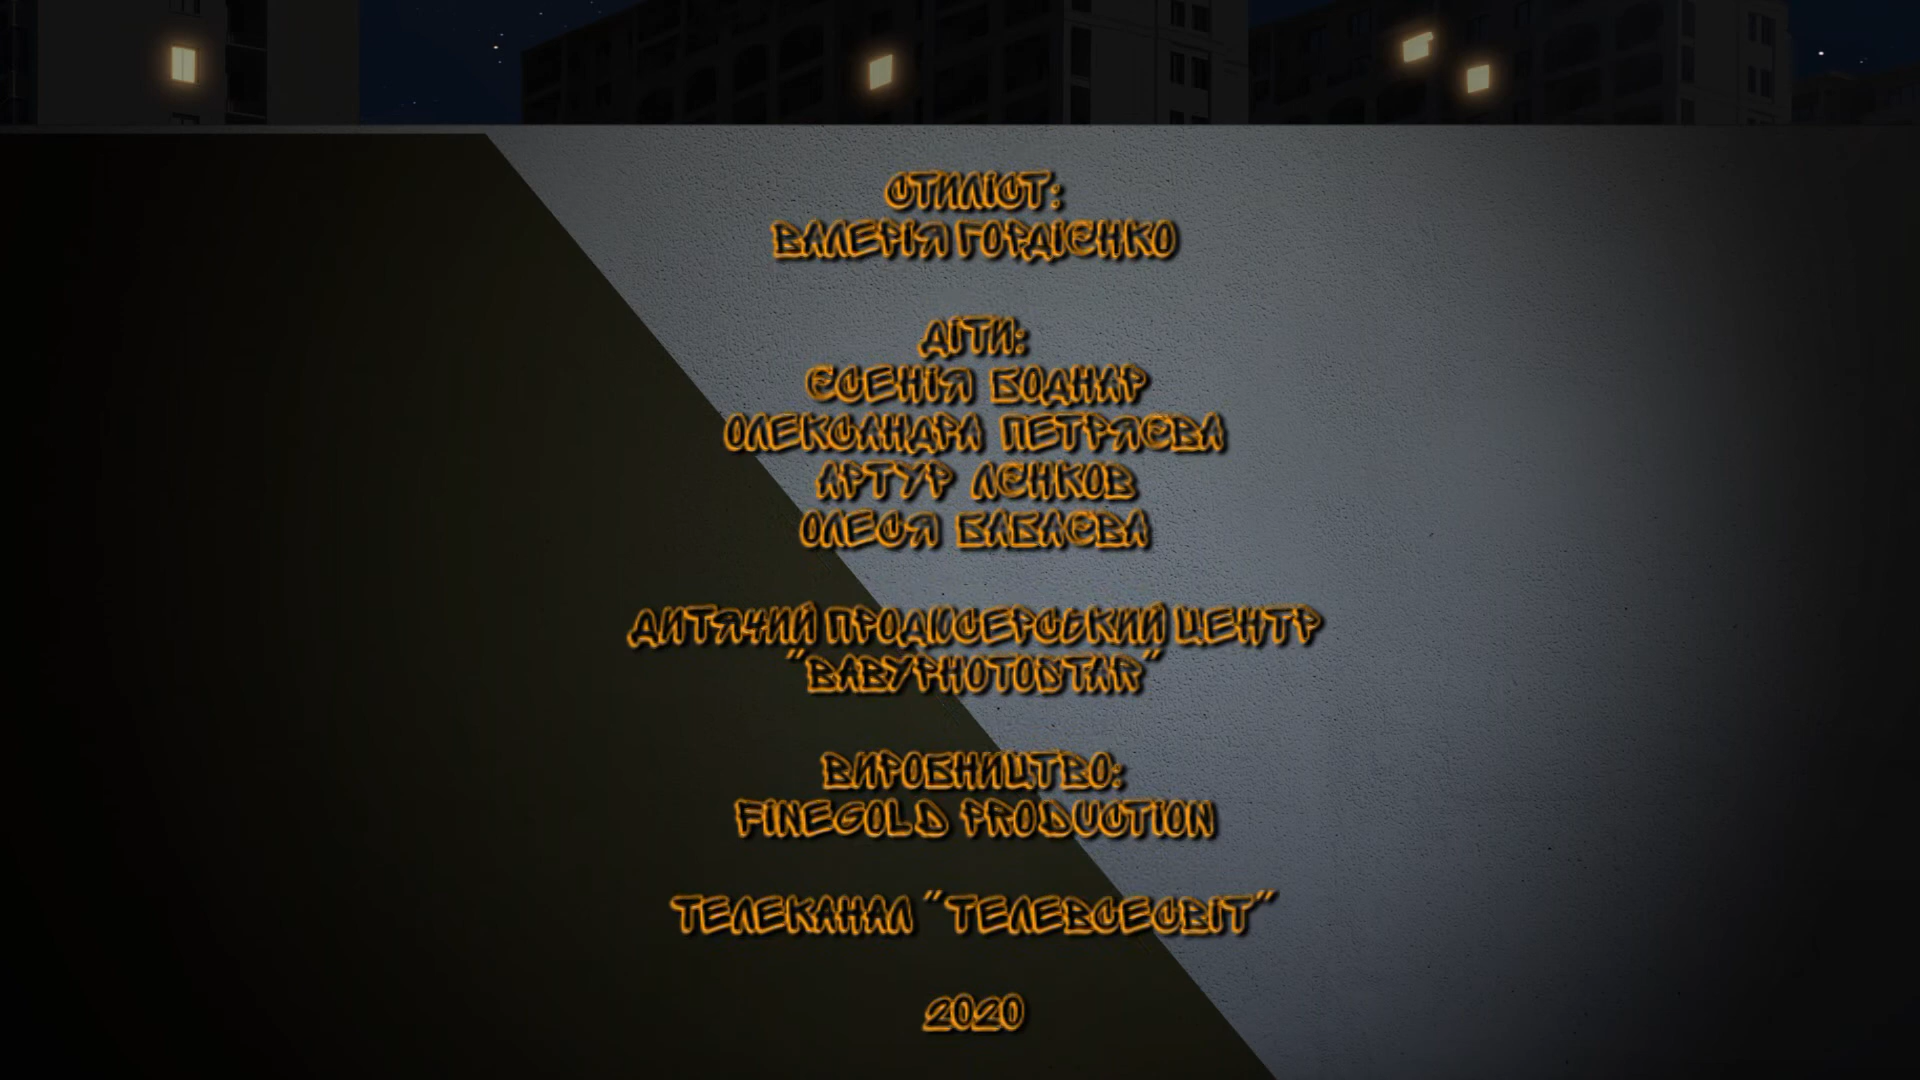 СТИЛІСТ:
ВАЛЕРІЯ ГОРДІЄНКО
ДІТИ:
ЄСЕНІЯ БОДНАР
ОЛЕКСАНДРА ПЕТРЯЄВА
АРТУР ЛЄНКОВ
ОЛЕСЯ БАБАЄВА
ДИТЯЧИЙ ПРОДЮСЕРСЬКИЙ ЦЕНТР
"BABYPHOTOSTAR"
ВИРОБНИЦТВО:
FINEGOLD PRODUCTION
ТЕЛЕКАНАЛ "ТЕЛЕВСЕСВІТ"
2020